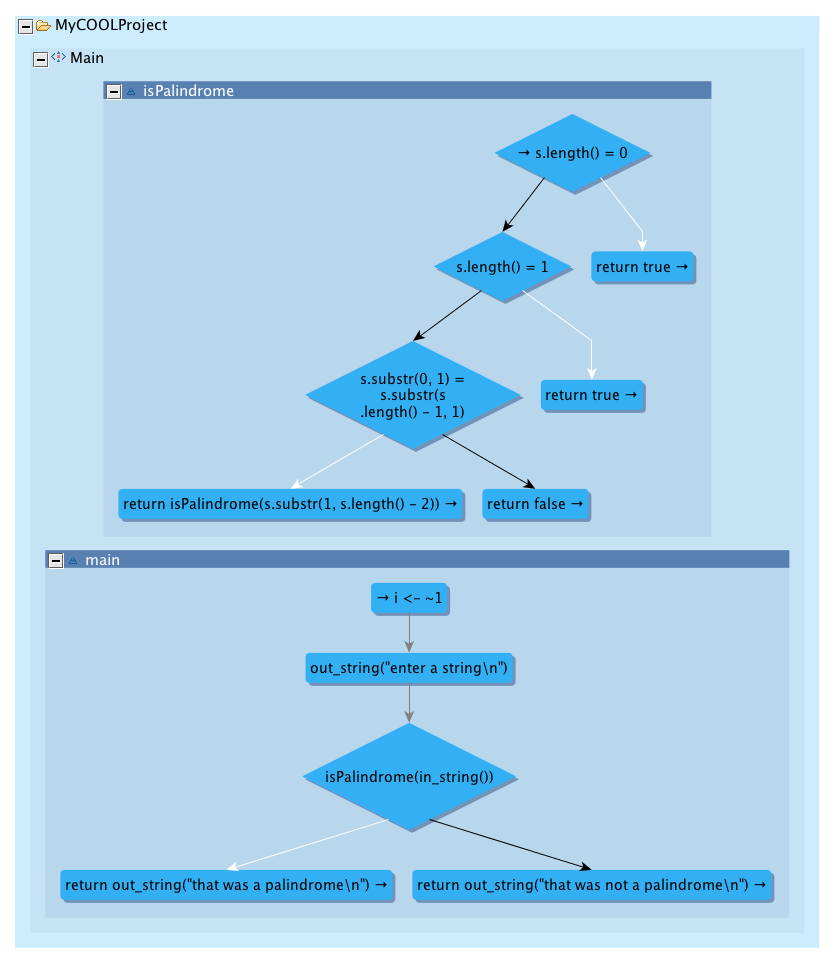 MyCOOLProject
Main
isPalindrome
→ s.length() = 0
s.length() = 1
return true →
s.substr(0, 1) =
s.substr(s
.length() - 1, 1)
return true →
return isPalindrome(s.substr(1, s.length() - 2)) →
return false →
main
→ i <- ~1
out_string("enter a string\n")
isPalindrome(in_string())
return out_string("that was a palindrome\n") →
return out_string("that was not a palindrome\n") →